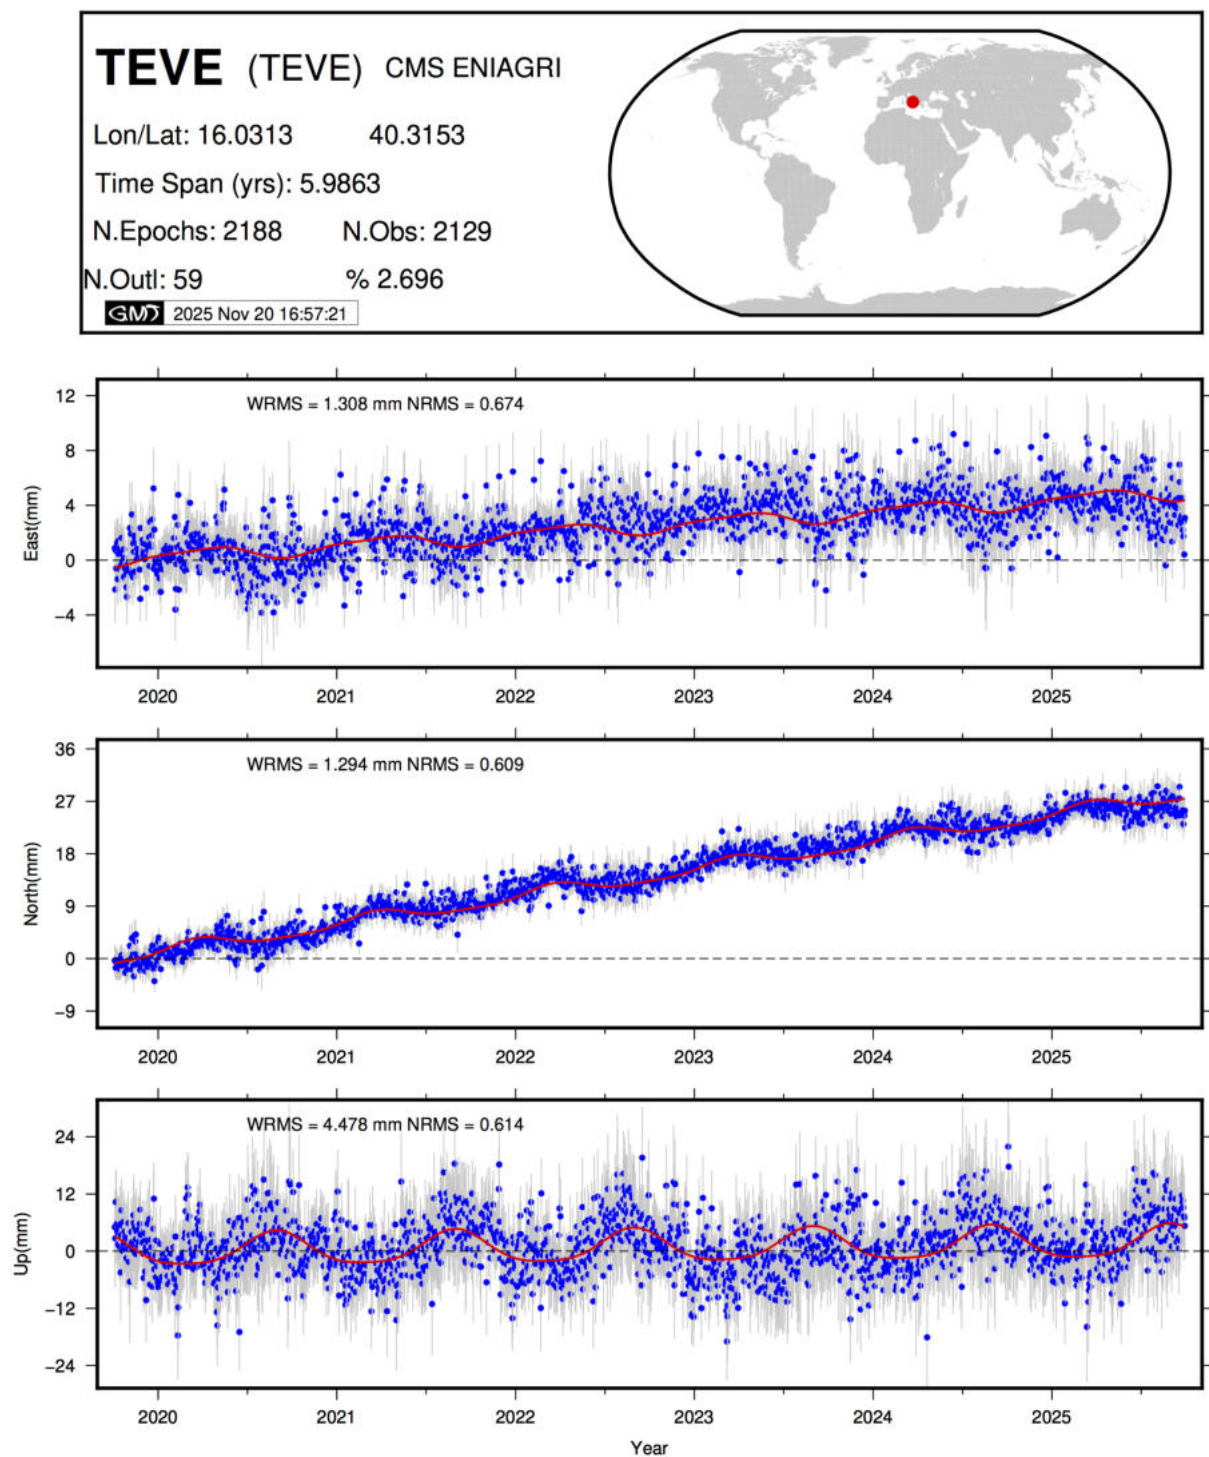 TEVE (TEVE) CMS ENIAGRI
Lon/Lat: 16.0313 40.3153
Time Span (yrs): 5.9863
N.Epochs: 2188 N.Obs: 2129
N.Outl: 59 % 2.696
GMT 2025 Nov 20 16:57:21
WRMS = 1.308 mm NRMS = 0.674
East(mm)
12
8
4
0
−4
2020 2021 2022 2023 2024 2025
WRMS = 1.294 mm NRMS = 0.609
North(mm)
36
27
18
9
0
−9
2020 2021 2022 2023 2024 2025
WRMS = 4.478 mm NRMS = 0.614
Up(mm)
24
12
0
−12
−24
2020 2021 2022 2023 2024 2025
Year